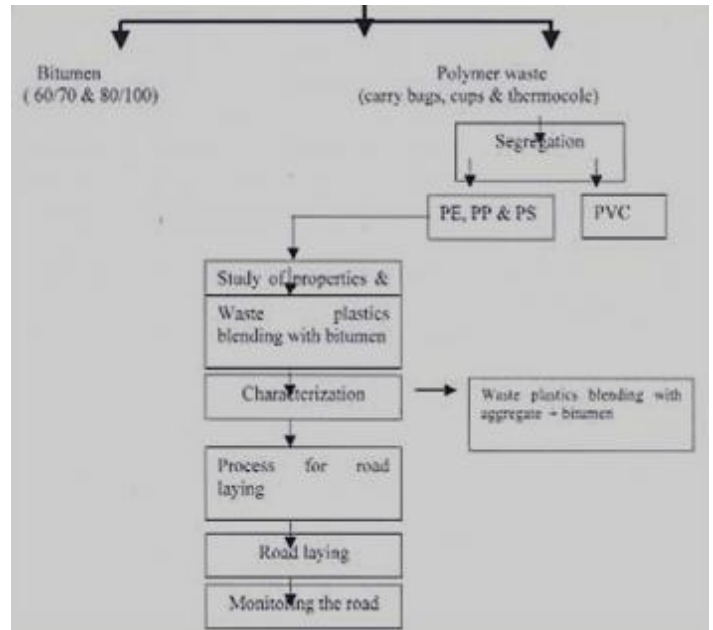 Bitumen
( 60/70 & 80/100)
Polymer waste
(carry bags, cups & thermocole)
Segregation
PE, PP & PS
PVC
Study of properties &
Waste plastics
blending with bitumen
Characterization
Waste plastics blending with
aggregate + bitumen
Process for road
laying
Road laying
Monitoring the road